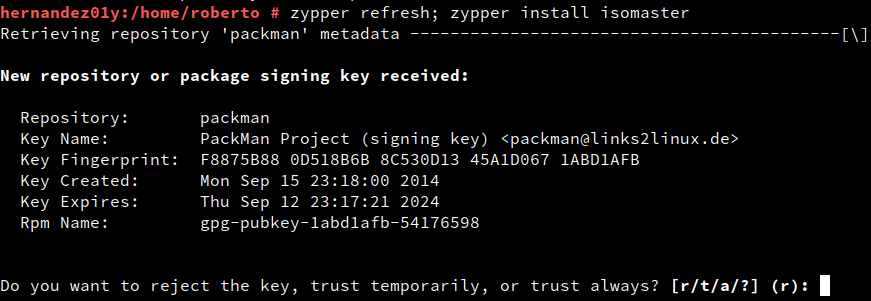 hernandez01y:/home/roberto # zypper refresh; zypper install isomaster
Retrieving repository 'packman' metadata -------------------------------------------[\]
New repository or package signing key received:
Repository: packman
Key Name: PackMan Project (signing key) <packman@links2linux.de>
Key Fingerprint: F8875B88 0D518B6B 8C530D13 45A1D067 1ABD1AFB
Key Created: Mon Sep 15 23:18:00 2014
Key Expires: Thu Sep 12 23:17:21 2024
Rpm Name: gpg-pubkey-1abd1afb-54176598
Do you want to reject the key, trust temporarily, or trust always? [r/t/a/?] (r):